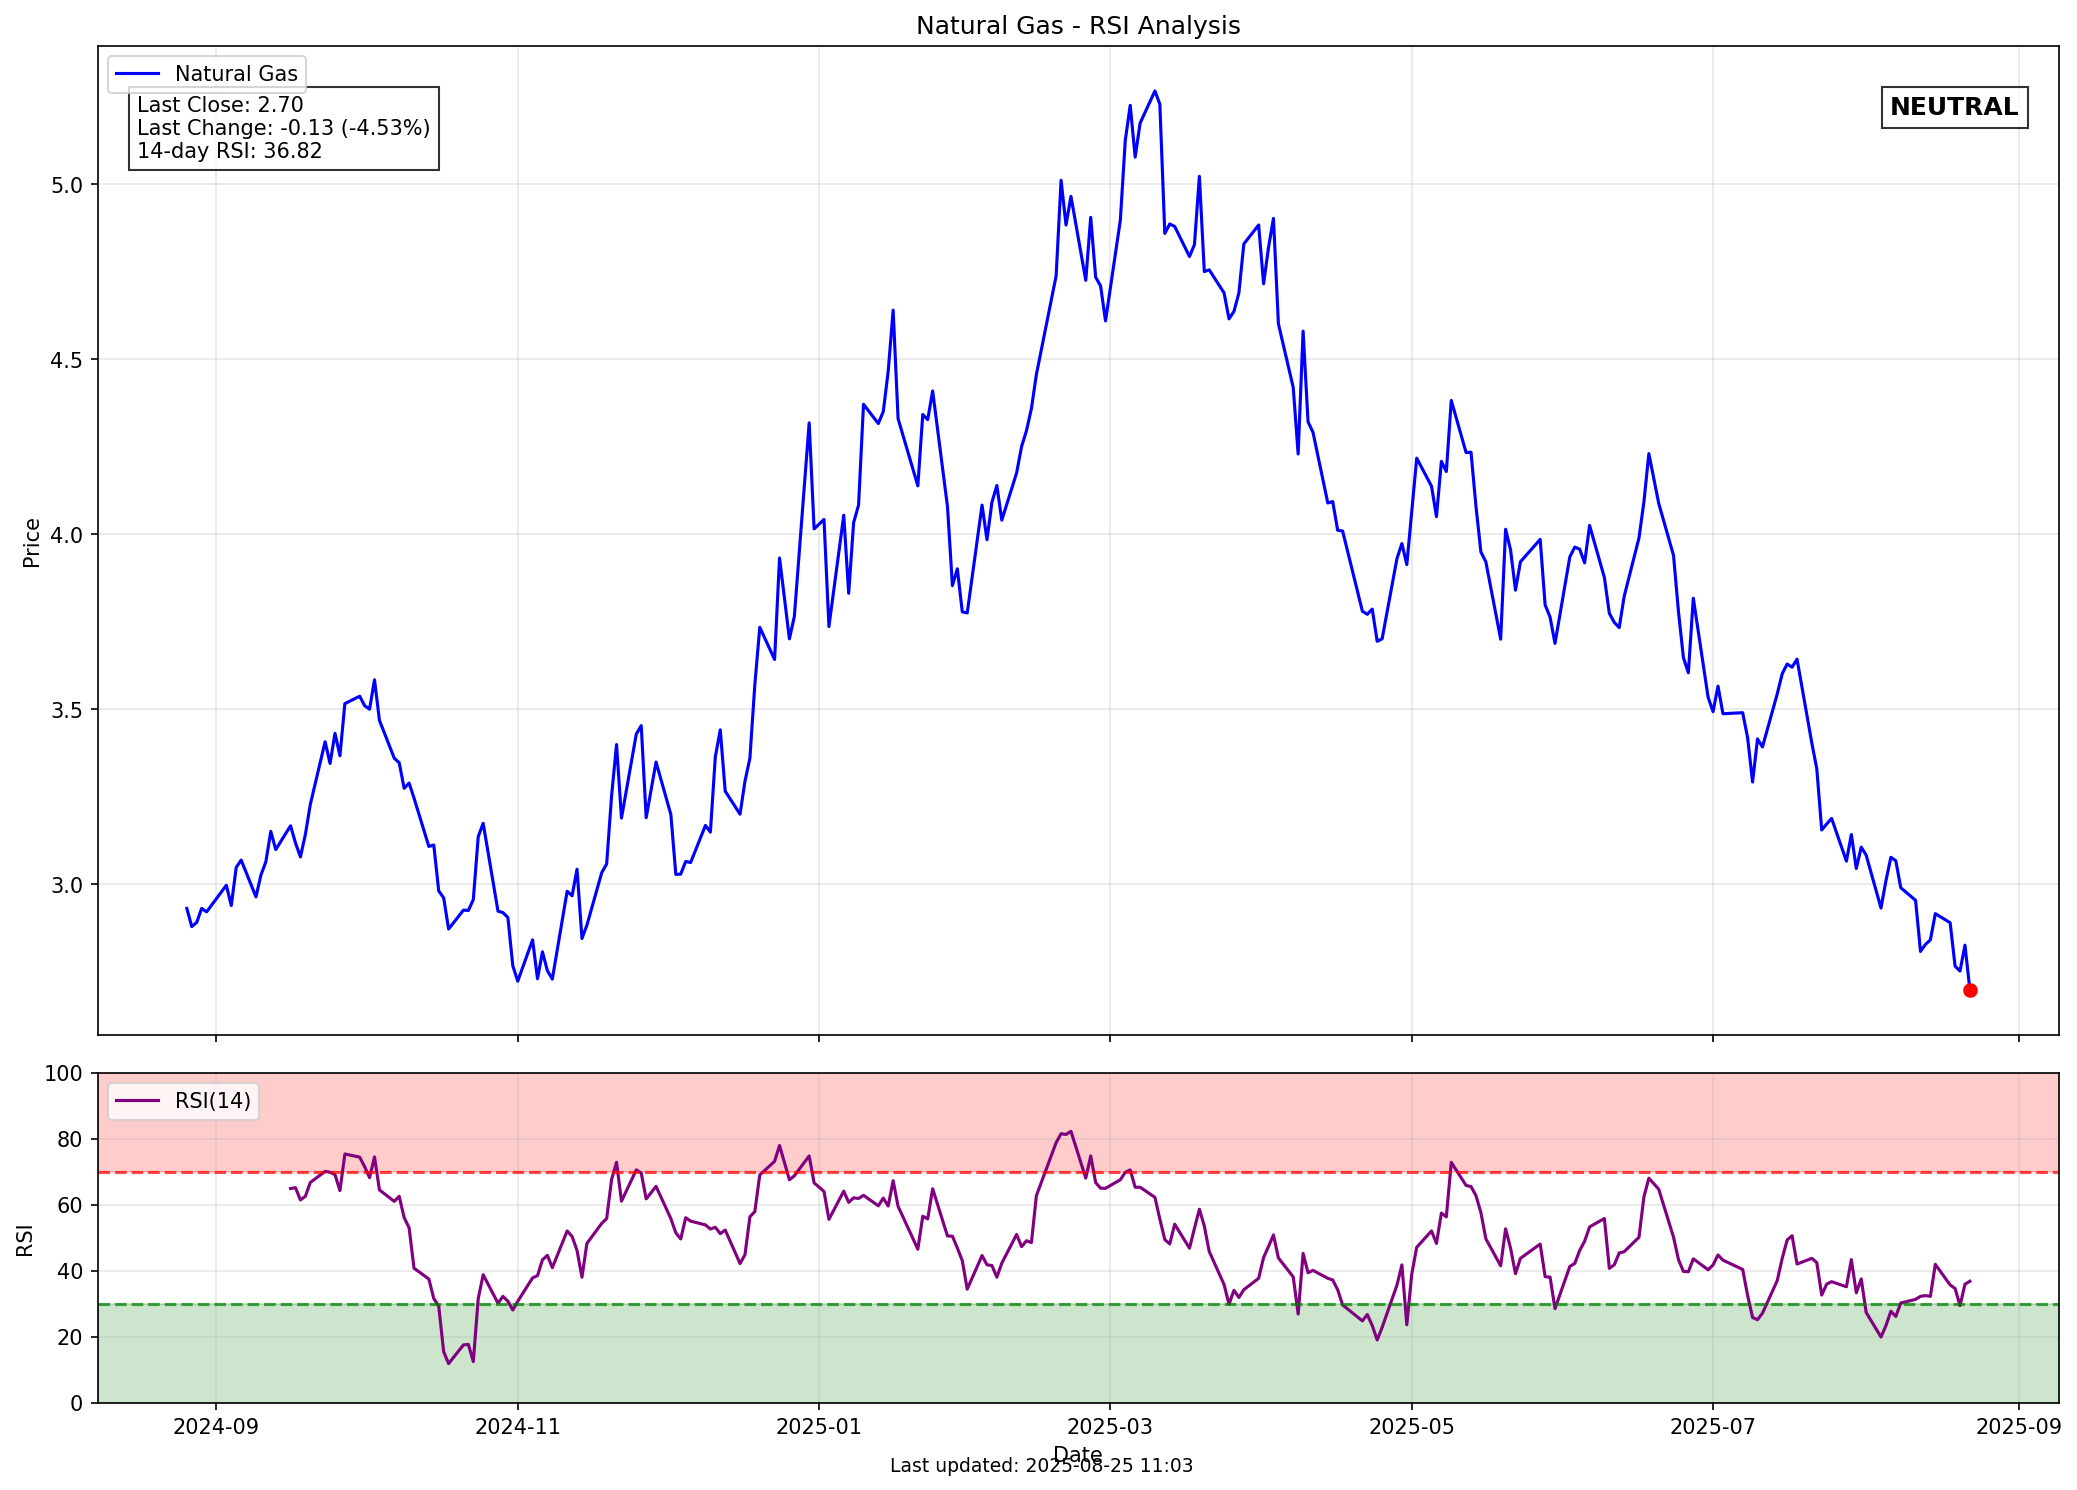 Natural Gas - RSI Analysis
Natural Gas
Last Close: 2.70
Last Change: -0.13 (-4.53%)
14-day RSI: 36.82
NEUTRAL
Price
5.0
4.5
4.0
3.5
3.0
RSI(14)
RSI
100
80
60
40
20
0
2024-09
2024-11
2025-01
2025-03
2025-05
2025-07
2025-09
Date
Last updated: 2025-08-25 11:03